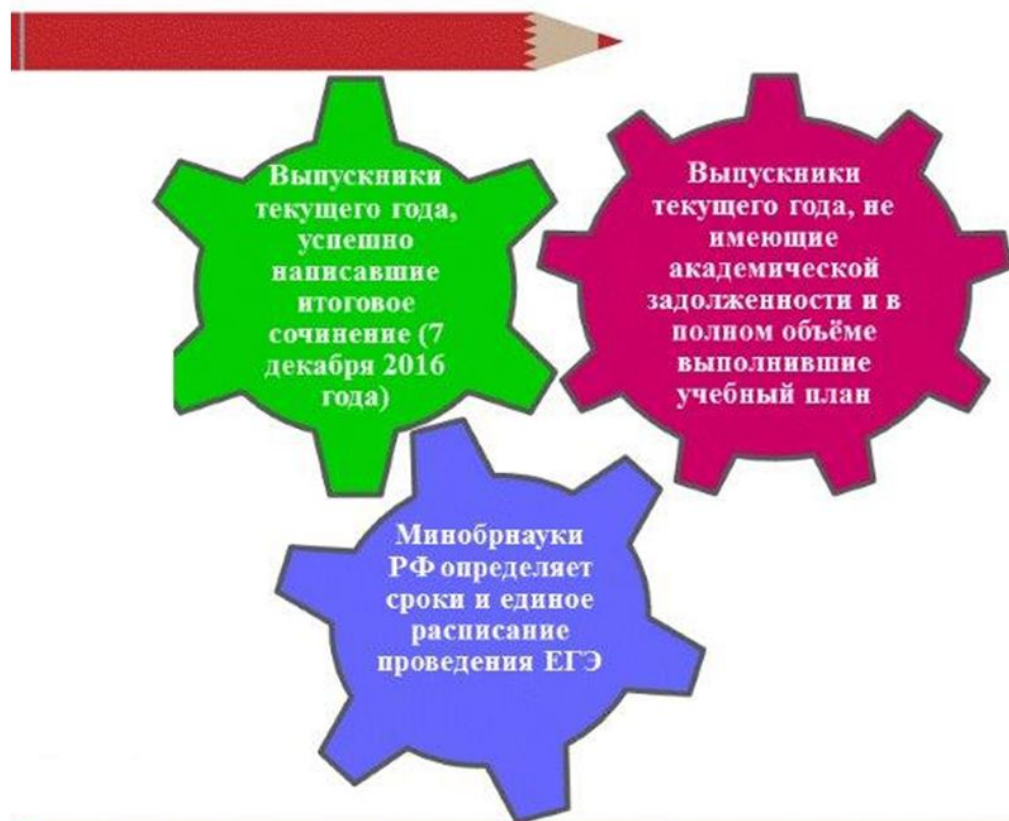 Выпускники
текущего года,
успешно
написавшие
итоговое
сочинение (7
декабря 2016
года)
Выпускники
текущего года, не
имеющие
академической
задолженности и в
полном объёме
выполнившие
учебный план
Минобрнауки
РФ определяет
сроки и единое
расписание
проведения ЕГЭ